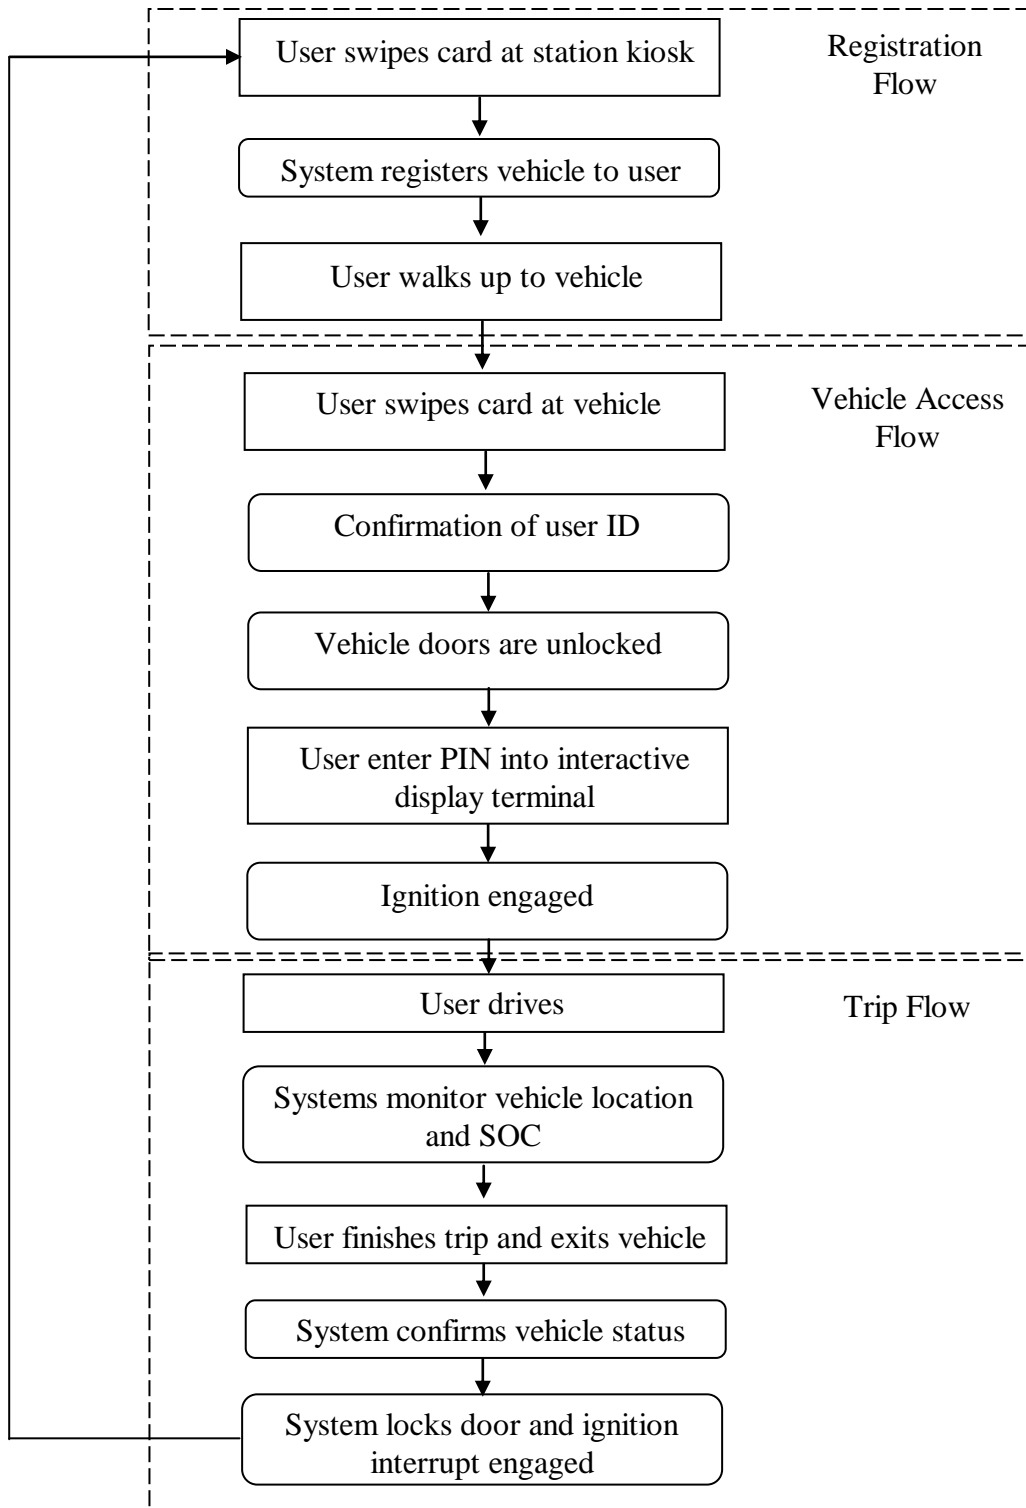 User swipes card at station kiosk
Registration
Flow
System registers vehicle to user
User walks up to vehicle
User swipes card at vehicle
Vehicle Access
Flow
Confirmation of user ID
Vehicle doors are unlocked
User enter PIN into interactive
display terminal
Ignition engaged
User drives
Trip Flow
Systems monitor vehicle location
and SOC
User finishes trip and exits vehicle
System confirms vehicle status
System locks door and ignition
interrupt engaged